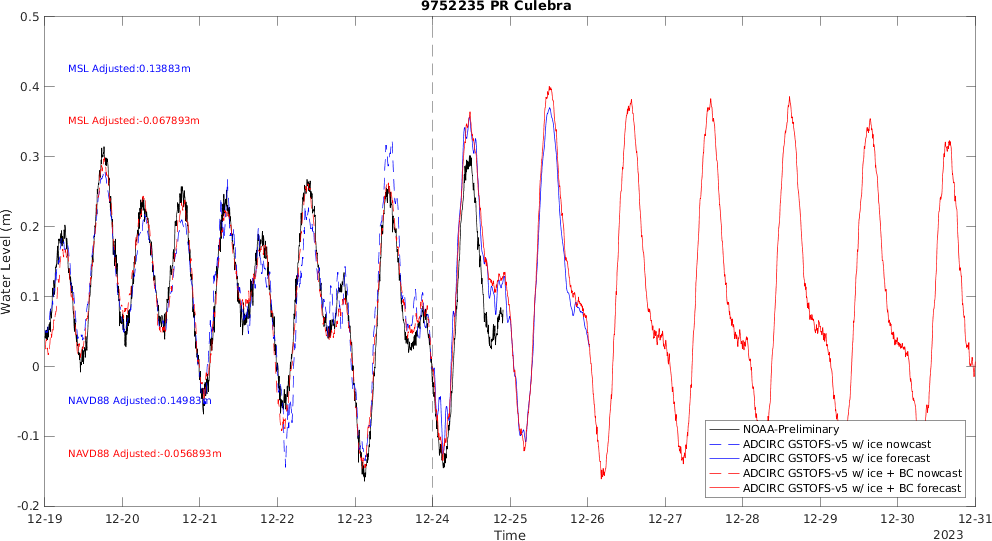 9752235 PR Culebra
0.5
0.4
0.3
0.2
0.1
0
-0.1
-0.2
Water Level (m)
MSL Adjusted:0.13883m
MSL Adjusted:-0.067893m
NAVD88 Adjusted:0.14983m
NAVD88 Adjusted:-0.056893m
NOAA-Preliminary
ADCIRC GSTOFS-v5 w/ ice nowcast
ADCIRC GSTOFS-v5 w/ ice forecast
ADCIRC GSTOFS-v5 w/ ice + BC nowcast
ADCIRC GSTOFS-v5 w/ ice + BC forecast
12-19 12-20 12-21 12-22 12-23 12-24 12-25 12-26 12-27 12-28 12-29 12-30 12-31
Time
2023